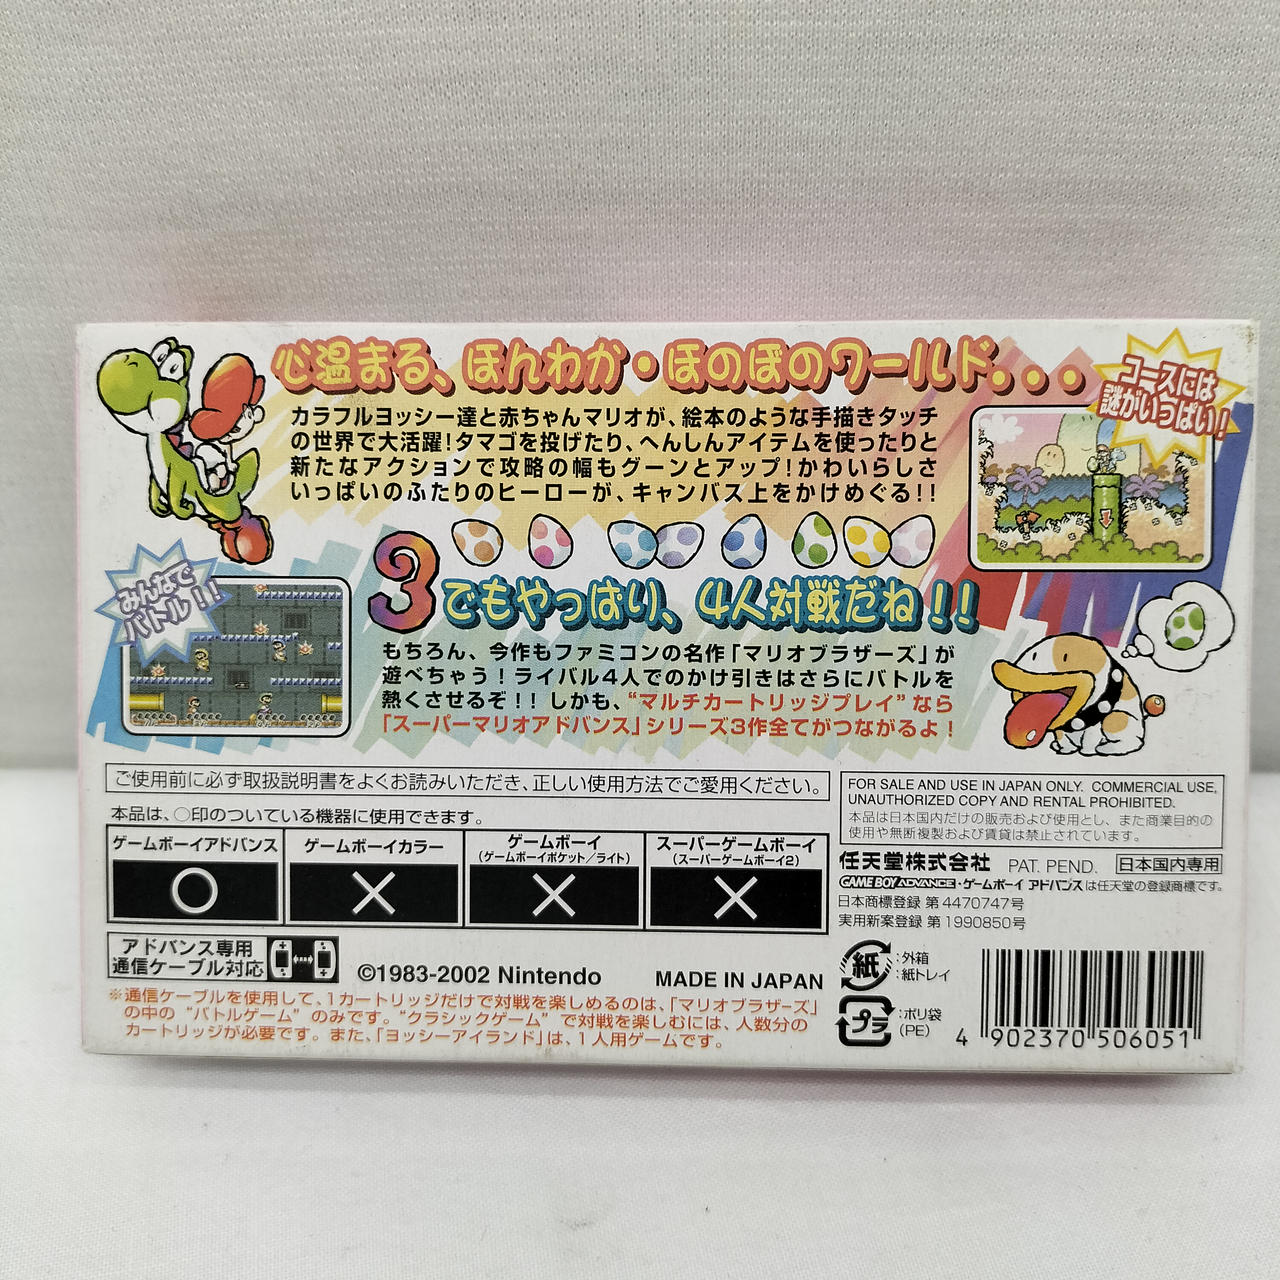 心温まる、ほんわか・ほのぼのワールド...
カラフルヨッシー達と赤ちゃんマリオが、絵本のような手描きタッチ
の世界で大活躍!タマゴを投げたり、へんしんアイテムを使ったりと
新たなアクションで攻略の幅もグーンとアップ!かわいらしさ
いっぱいのふたりのヒーローが、キャンバス上をかけめぐる!!
コースには
謎がいっぱい!
みんなで
バトル!!
3でもやっぱり、4人対戦だね!!
もちろん、今作もファミコンの名作「マリオブラザーズ」が
遊べちゃう!ライバル4人でのかけ引きはさらにバトルを
熱くさせるぞ!!しかも、“マルチカートリッジプレイ”なら
「スーパーマリオアドバンス」シリーズ3作全てがつながるよ!
ご使用前に必ず取扱説明書をよくお読みいただき、正しい使用方法でご愛用ください。
本品は、○印のついている機器に使用できます。
ゲームボーイアドバンス
ゲームボーイカラー
ゲームボーイ
(ゲームボーイポケット/ライト)
スーパーゲームボーイ
(スーパーゲームボーイ2)
○
×
×
×
アドバンス専用
通信ケーブル対応
©1983-2002 Nintendo
MADE IN JAPAN
※通信ケーブルを使用して、1カートリッジだけで対戦を楽しめるのは、「マリオブラザーズ」
の中の“バトルゲーム”のみです。“クラシックゲーム”で対戦を楽しむには、人数分の
カートリッジが必要です。また、「ヨッシーアイランド」は、1人用ゲームです。
FOR SALE AND USE IN JAPAN ONLY. COMMERCIAL USE,
UNAUTHORIZED COPY AND RENTAL PROHIBITED.
本品は日本国内だけの販売および使用とし、また商業目的の
使用や無断複製および賃貸は禁止されています。
任天堂株式会社 PAT. PEND. 日本国内専用
GAME BOY ADVANCE・ゲームボーイ アドバンスは任天堂の登録商標です。
日本商標登録 第4470747号
実用新案登録 第1990850号
紙
:外箱
:紙トレイ
プラ
:ポリ袋
(PE)
4 902370 506051